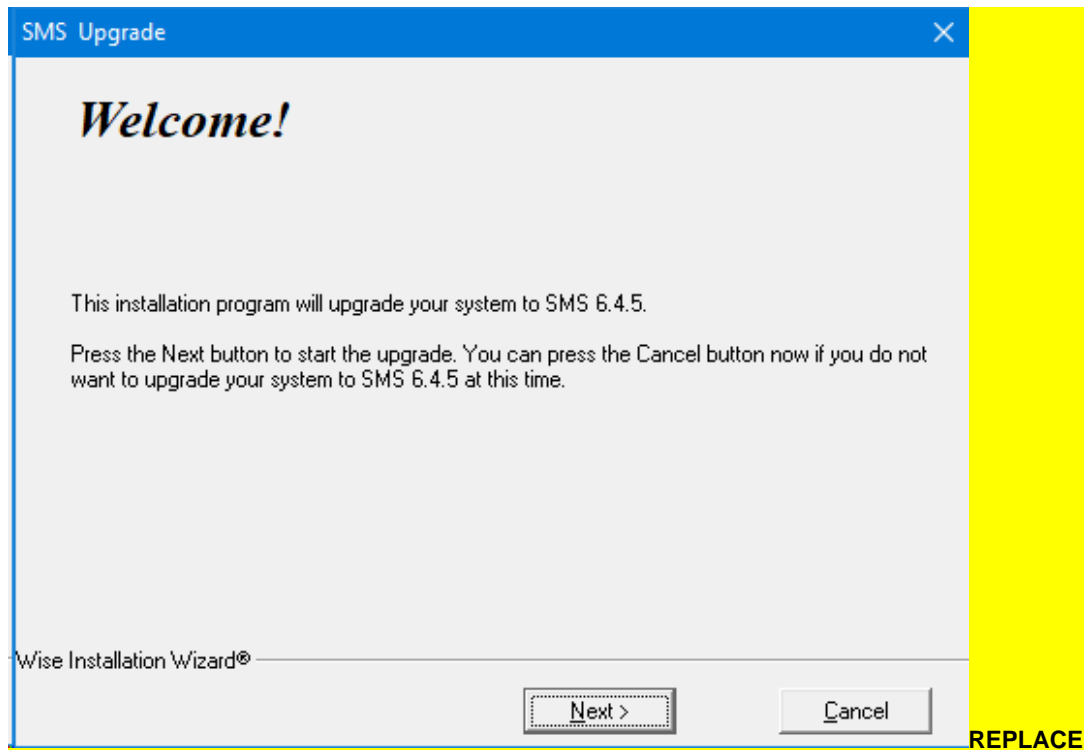 SMS Upgrade
Welcome!
This installation program will upgrade your system to SMS 6.4.5.
Press the Next button to start the upgrade. You can press the Cancel button now if you do not
want to upgrade your system to SMS 6.4.5 at this time.
Wise Installation Wizard®
Next >
Cancel
REPLACE